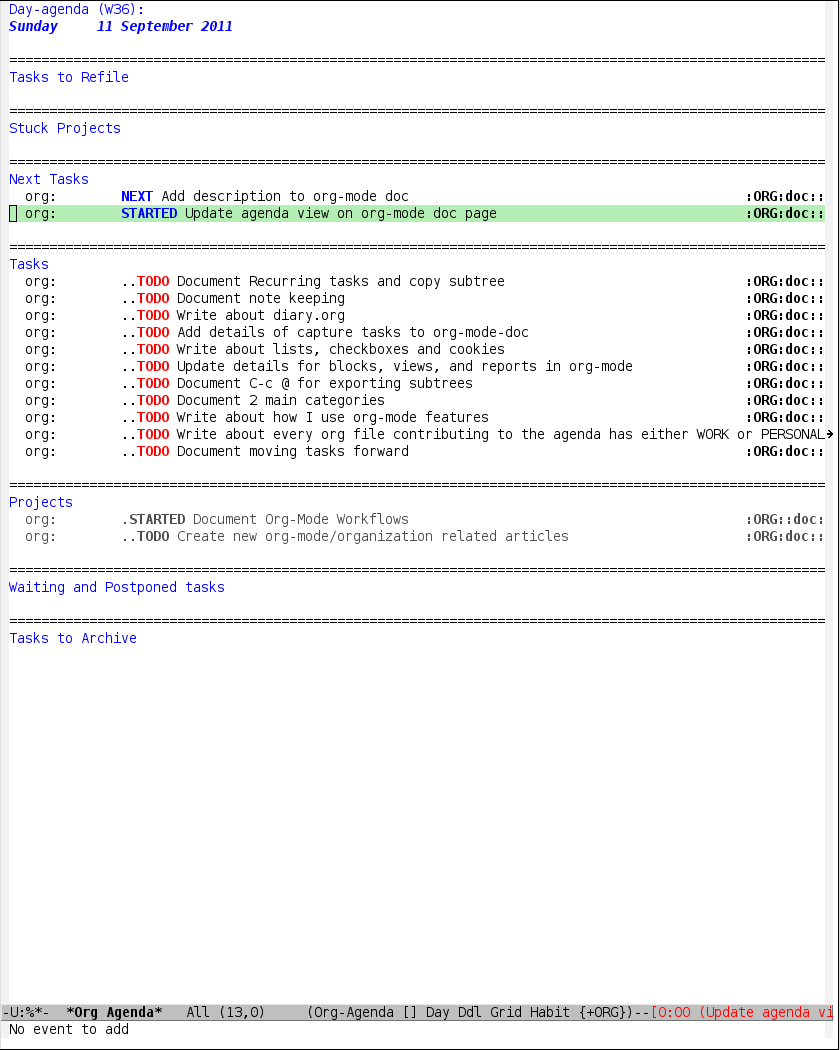 Day-agenda (W36):
Sunday     11 September 2011
======================================================================================================
Tasks to Refile
======================================================================================================
Stuck Projects
======================================================================================================
Next Tasks
  org:        NEXT Add description to org-mode doc                                          :ORG:doc::
  org:        STARTED Update agenda view on org-mode doc page                               :ORG:doc::
======================================================================================================
Tasks
  org:        ..TODO Document Recurring tasks and copy subtree                              :ORG:doc::
  org:        ..TODO Document note keeping                                                  :ORG:doc::
  org:        ..TODO Write about diary.org                                                  :ORG:doc::
  org:        ..TODO Add details of capture tasks to org-mode-doc                           :ORG:doc::
  org:        ..TODO Write about lists, checkboxes and cookies                              :ORG:doc::
  org:        ..TODO Update details for blocks, views, and reports in org-mode              :ORG:doc::
  org:        ..TODO Document C-c @ for exporting subtrees                                  :ORG:doc::
  org:        ..TODO Document 2 main categories                                             :ORG:doc::
  org:        ..TODO Write about how I use org-mode features                                :ORG:doc::
  org:        ..TODO Write about every org file contributing to the agenda has either WORK or PERSONAL→
  org:        ..TODO Document moving tasks forward                                          :ORG:doc::
======================================================================================================
Projects
  org:        .STARTED Document Org-Mode Workflows                                          :ORG::doc:
  org:        ..TODO Create new org-mode/organization related articles                      :ORG:doc::
======================================================================================================
Waiting and Postponed tasks
======================================================================================================
Tasks to Archive
-U:%*-  *Org Agenda*   All (13,0)     (Org-Agenda [] Day Ddl Grid Habit {+ORG})--[0:00 (Update agenda vi
No event to add